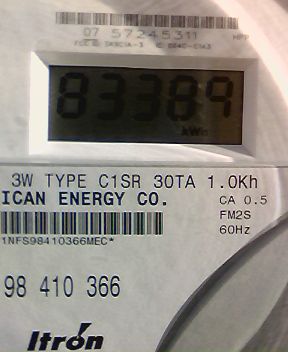 07 57245311
83389
kWh
3W TYPE C1SR 30TA 1.0Kh
ICAN ENERGY CO.
CA 0.5
FM2S
60Hz
1NFS98410366MEC*
98 410 366
Itron